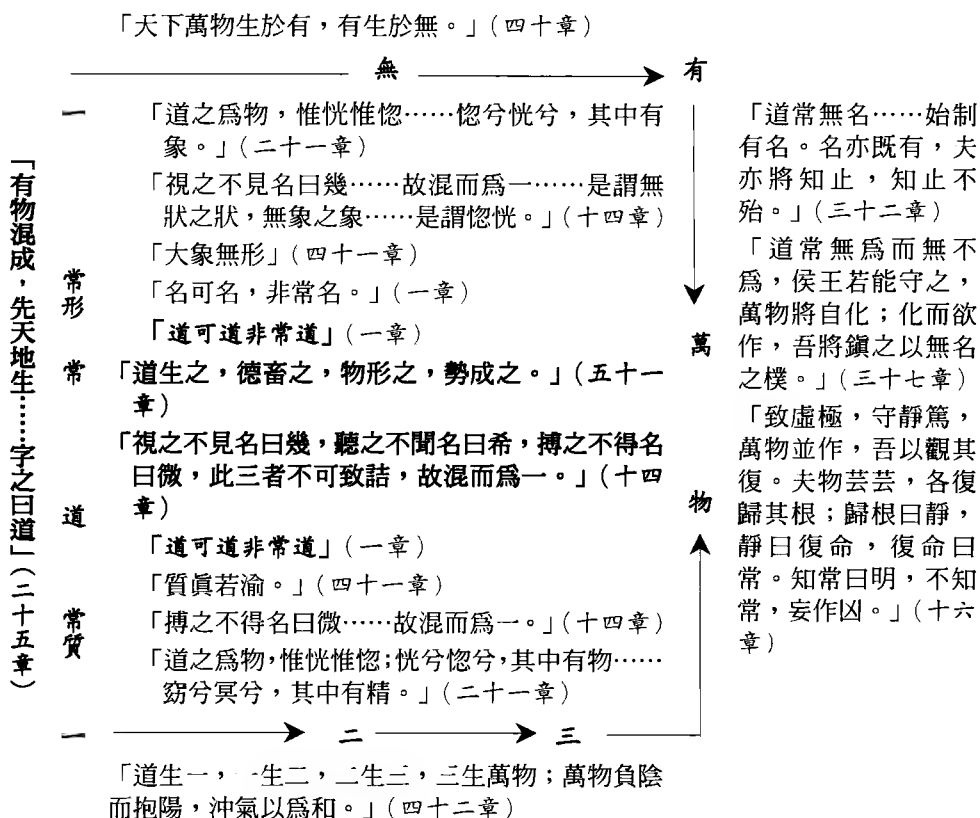 「天下萬物生於有,有生於無。」(四十章)
無
有
「有物混成,先天地生……字之曰道」(二十五章)
一
常形
常
道
常質
一
「道之爲物,惟恍惟惚……惚兮恍兮,其中有
象。」(二十一章)
「視之不見名曰幾……故混而爲一……是謂無
狀之狀,無象之象……是謂惚恍。」(十四章)
「大象無形」(四十一章)
「名可名,非常名。」(一章)
「道可道非常道」(一章)
「道生之,德畜之,物形之,勢成之。」(五十一
章)
「視之不見名曰幾,聽之不聞名曰希,搏之不得名
曰微,此三者不可致詰,故混而爲一。」(十四
章)
「道可道非常道」(一章)
「質眞若渝。」(四十一章)
「搏之不得名曰微……故混而爲一。」(十四章)
「道之爲物,惟恍惟惚;恍兮惚兮,其中有物……
窈兮冥兮,其中有精。」(二十一章)
二
三
「道生一,一生二,二生三,三生萬物;萬物負陰
而抱陽,沖氣以爲和。」(四十二章)
萬
物
「道常無名……始制
有名。名亦既有,夫
亦將知止,知止不
殆。」(三十二章)
「道常無爲而無不
爲,侯王若能守之,
萬物將自化;化而欲
作,吾將鎭之以無名
之樸。」(三十七章)
「致虛極,守靜篤,
萬物並作,吾以觀其
復。夫物芸芸,各復
歸其根;歸根曰靜,
靜曰復命,復命曰
常。知常曰明,不知
常,妄作凶。」(十六
章)